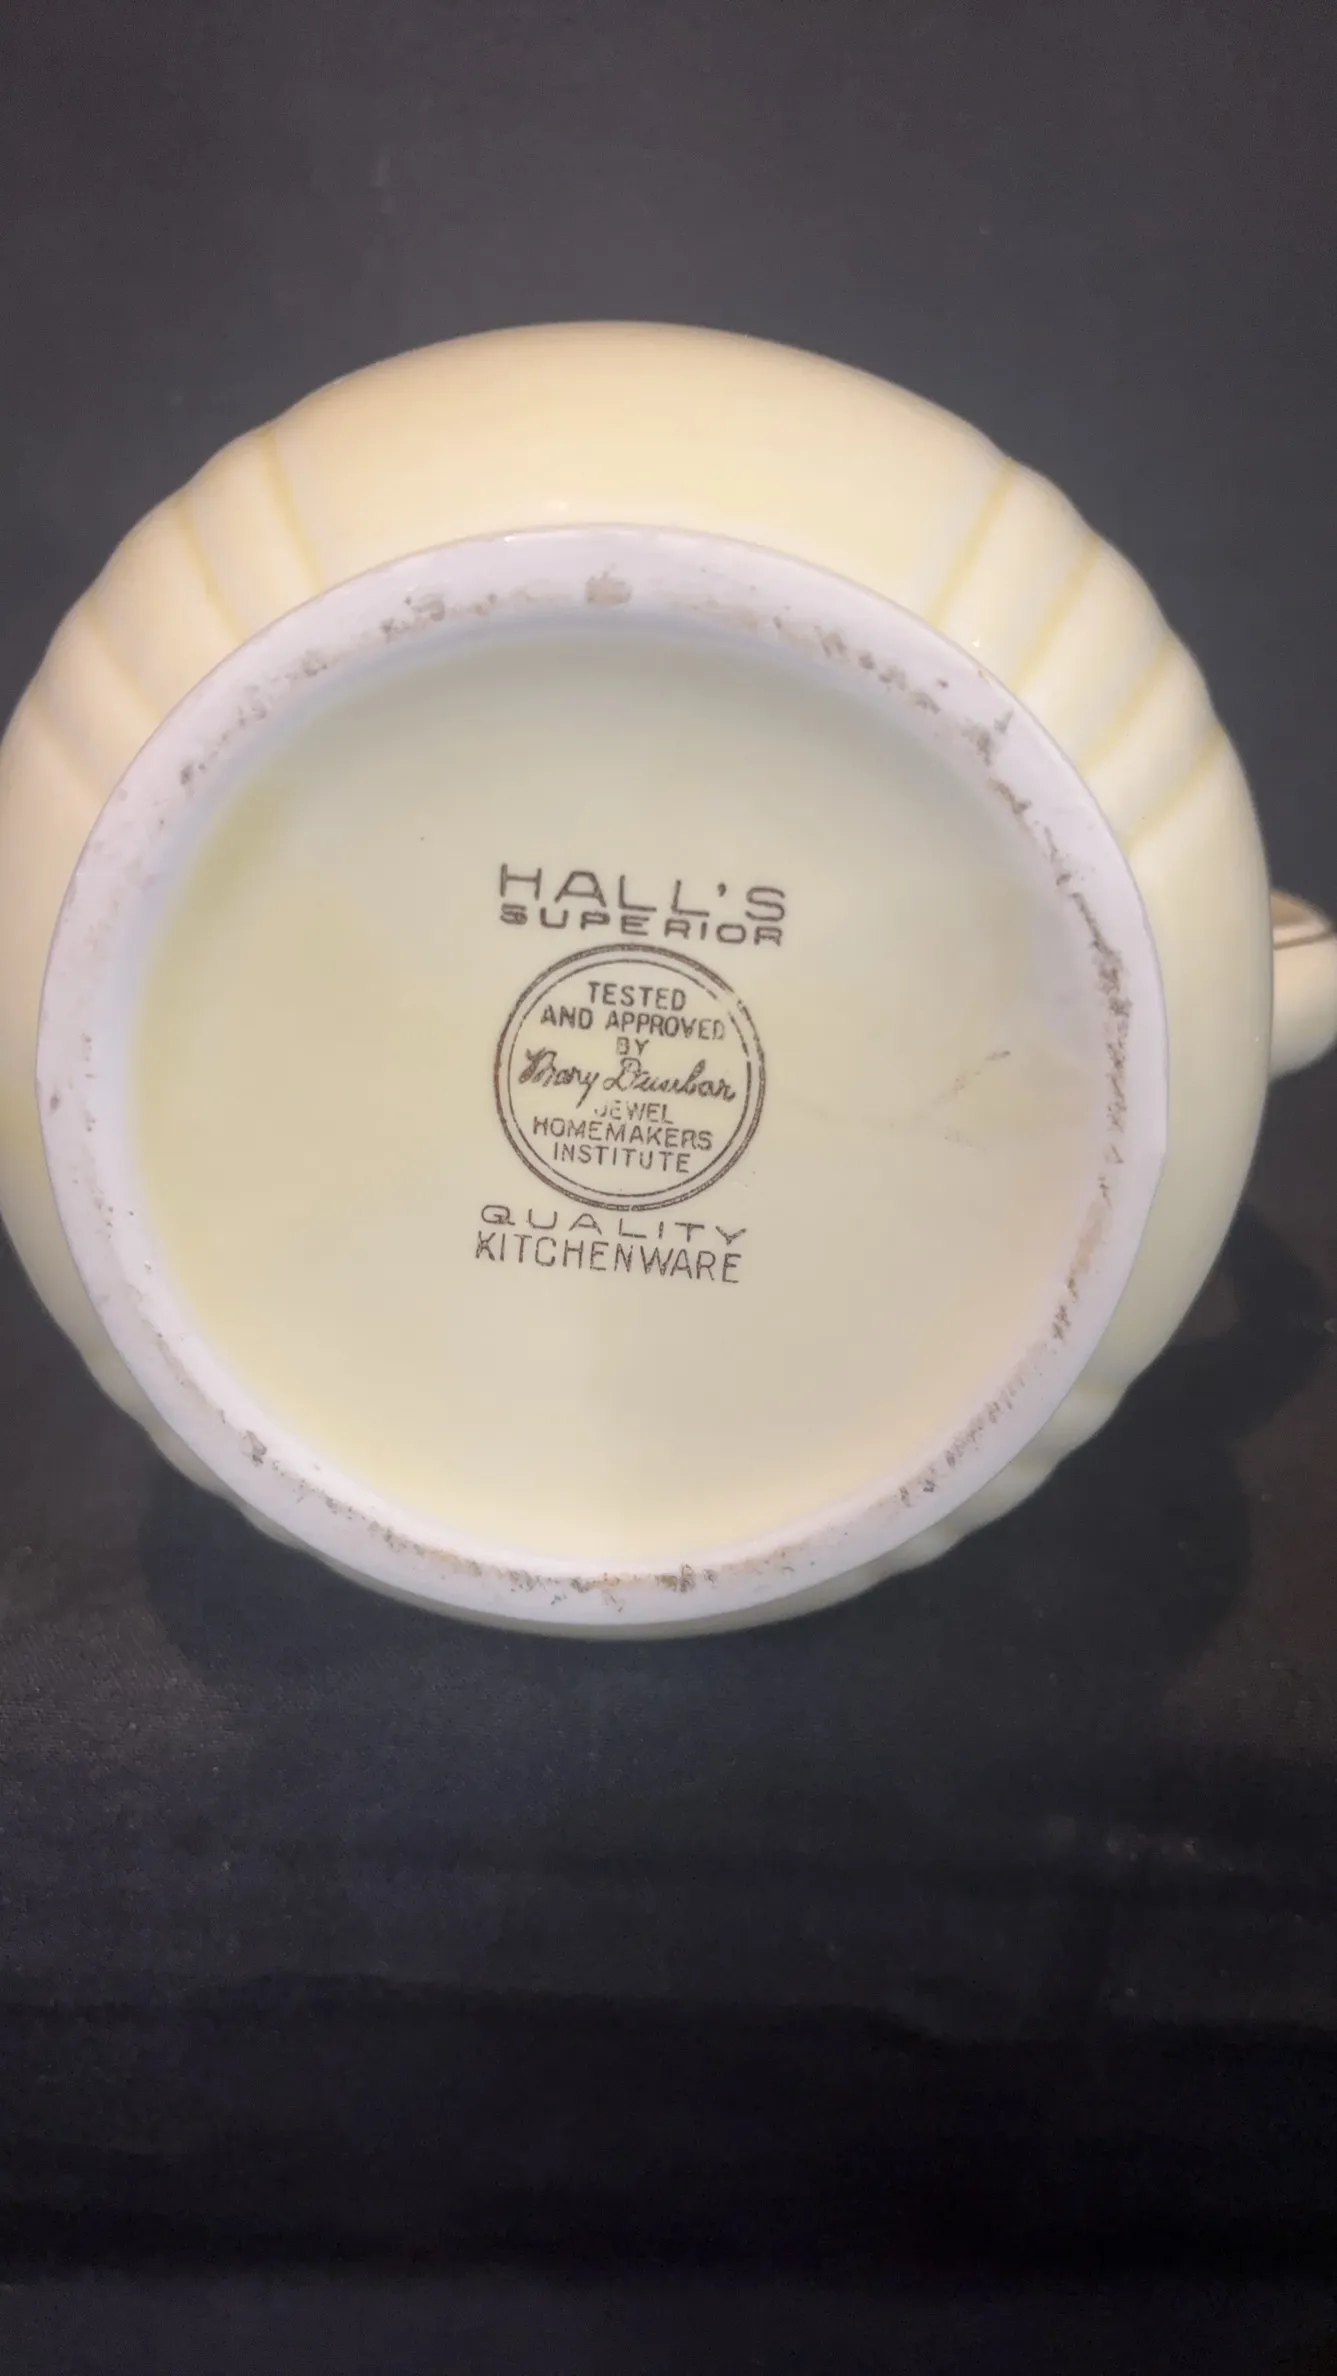 HALL'S
SUPERIOR
TESTED
AND APPROVED
BY
Mary Dunbar
JEWEL
HOMEMAKERS
INSTITUTE
QUALITY
KITCHENWARE